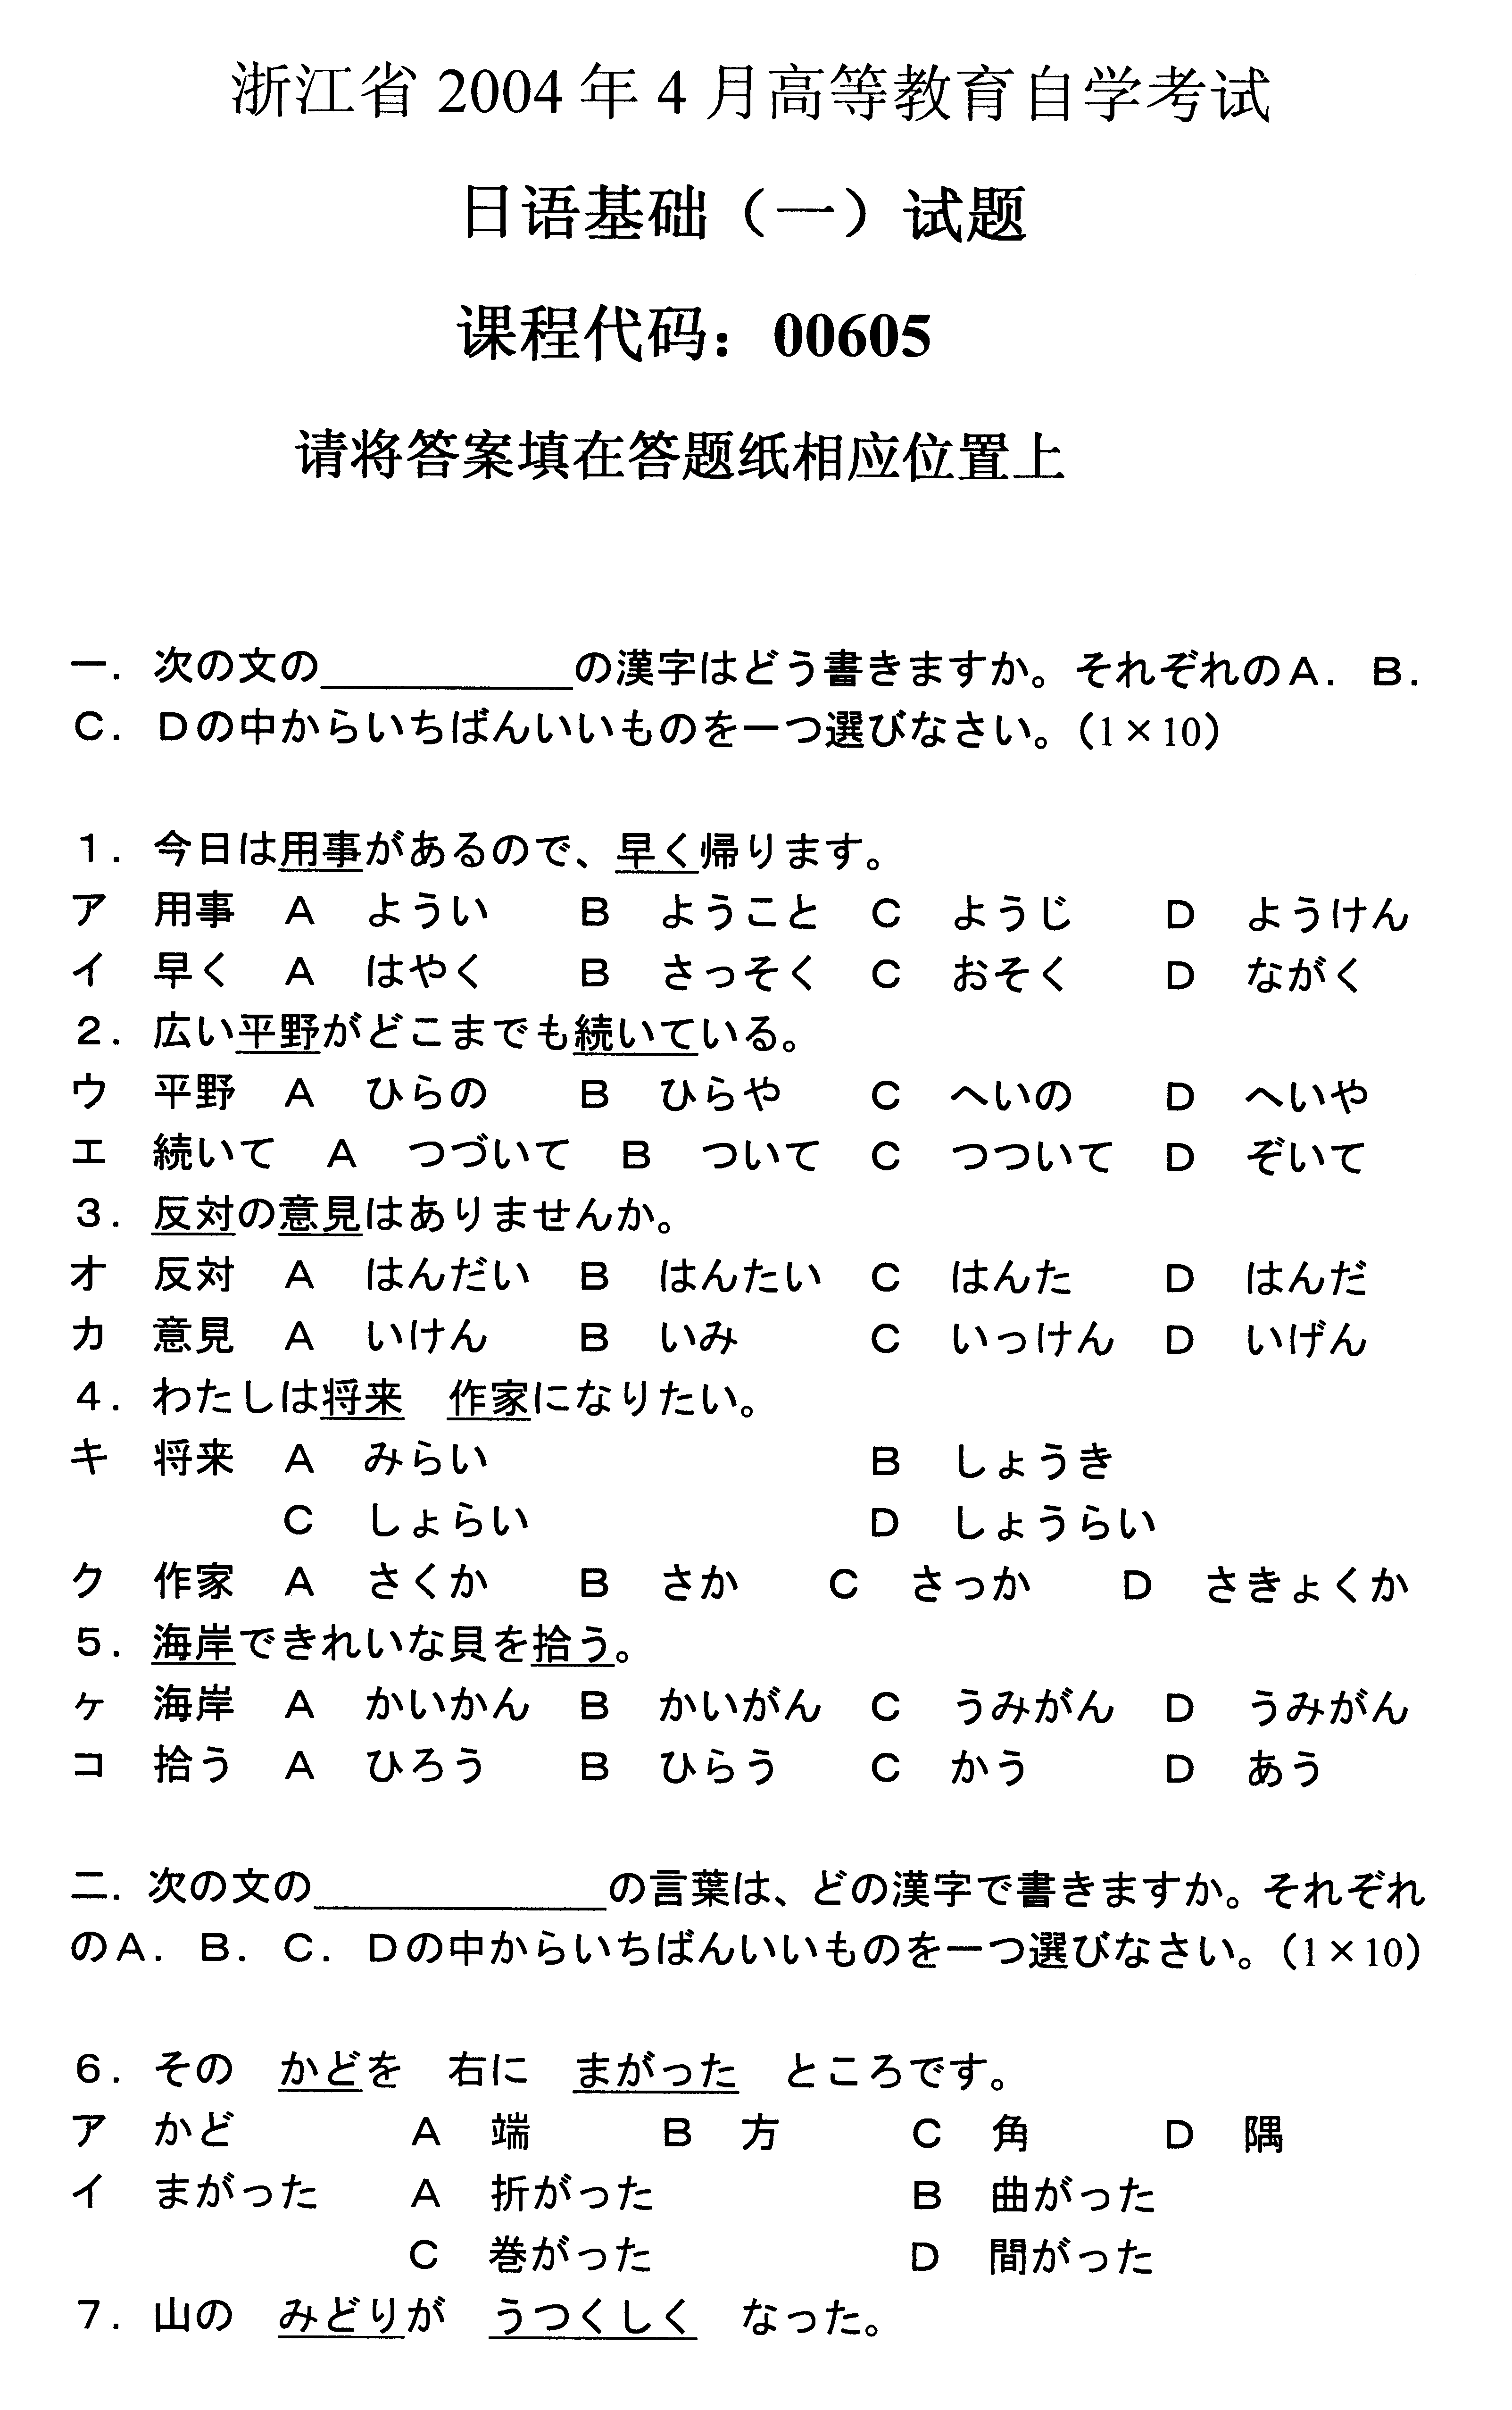 浙江省 2004 年 4 月高等教育自学考试
日语基础（一）试题
课程代码：00605
请将答案填在答题纸相应位置上
一．次の文の____________の漢字はどう書きますか。それぞれのＡ．Ｂ．
Ｃ．Ｄの中からいちばんいいものを一つ選びなさい。（1×10）
１．今日は用事があるので、早く帰ります。
ア　用事　Ａ　ようい　　Ｂ　ようこと　Ｃ　ようじ　　Ｄ　ようけん
イ　早く　Ａ　はやく　　Ｂ　さっそく　Ｃ　おそく　　Ｄ　ながく
２．広い平野がどこまでも続いている。
ウ　平野　Ａ　ひらの　　Ｂ　ひらや　　Ｃ　へいの　　Ｄ　へいや
エ　続いて　Ａ　つづいて　Ｂ　ついて　Ｃ　つついて　Ｄ　ぞいて
３．反対の意見はありませんか。
オ　反対　Ａ　はんだい　Ｂ　はんたい　Ｃ　はんた　　Ｄ　はんだ
カ　意見　Ａ　いけん　　Ｂ　いみ　　　Ｃ　いっけん　Ｄ　いげん
４．わたしは将来　作家になりたい。
キ　将来　Ａ　みらい　　　　　　　　　Ｂ　しょうき
Ｃ　しょらい　　　　　　　　Ｄ　しょうらい
ク　作家　Ａ　さくか　　Ｂ　さか　　Ｃ　さっか　　Ｄ　さきょくか
５．海岸できれいな貝を拾う。
ヶ　海岸　Ａ　かいかん　Ｂ　かいがん　Ｃ　うみがん　Ｄ　うみがん
コ　拾う　Ａ　ひろう　　Ｂ　ひらう　　Ｃ　かう　　　Ｄ　あう
二．次の文の______________の言葉は、どの漢字で書きますか。それぞれ
のＡ．Ｂ．Ｃ．Ｄの中からいちばんいいものを一つ選びなさい。（1×10）
６．その　かどを　右に　まがった　ところです。
ア　かど　　　　Ａ　端　　　Ｂ　方　　　Ｃ　角　　　Ｄ　隅
イ　まがった　　Ａ　折がった　　　　　　Ｂ　曲がった
Ｃ　巻がった　　　　　　Ｄ　間がった
７．山の　みどりが　うつくしく　なった。